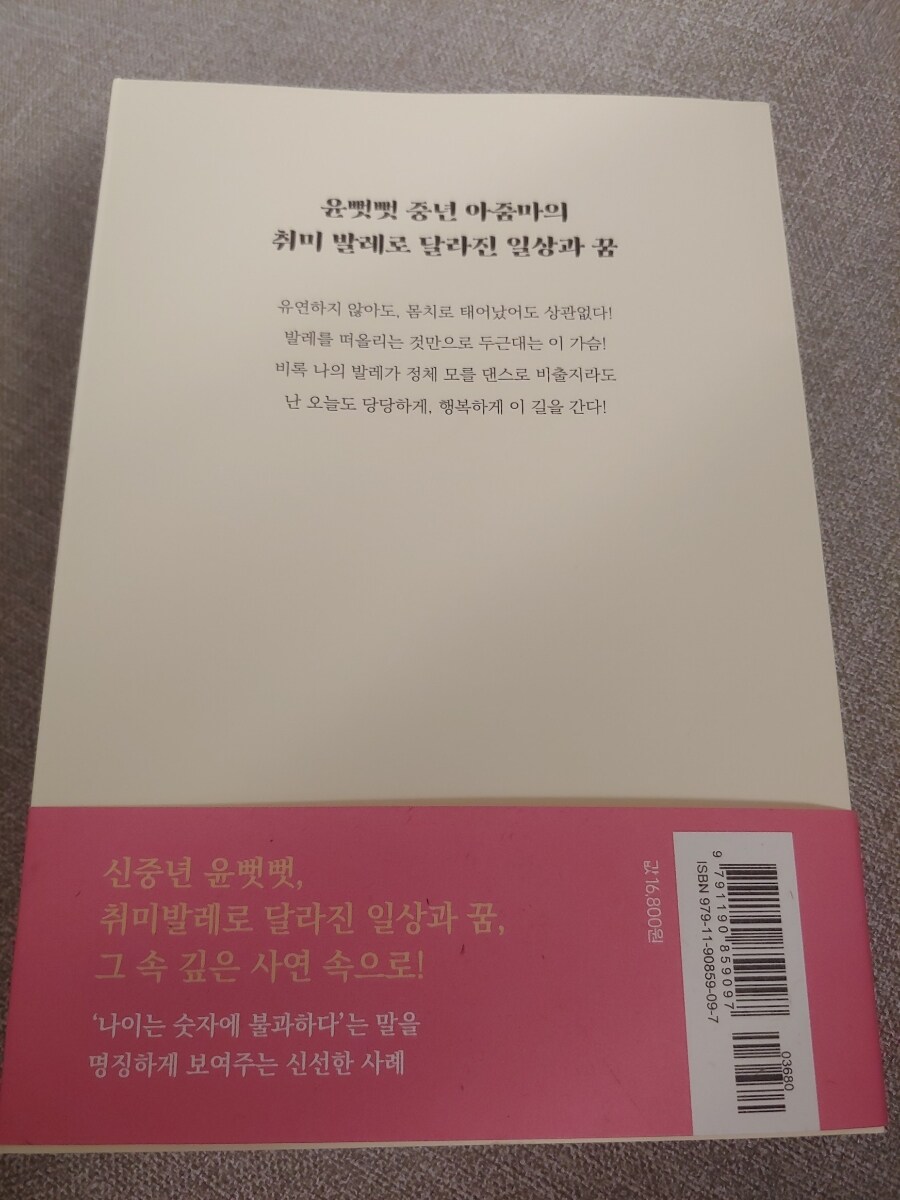 윤뻣뻣 중년 아줌마의
취미 발레로 달라진 일상과 꿈
유연하지 않아도, 몸치로 태어났어도 상관없다!
발레를 떠올리는 것만으로 두근대는 이 가슴!
비록 나의 발레가 정체 모를 댄스로 비출지라도
난 오늘도 당당하게, 행복하게 이 길을 간다!
신중년 윤뻣뻣,
취미발레로 달라진 일상과 꿈,
그 속 깊은 사연 속으로!
'나이는 숫자에 불과하다'는 말을
명징하게 보여주는 신선한 사례
값 16,800원
9 791190 859097
ISBN 979-11-90859-09-7
03680